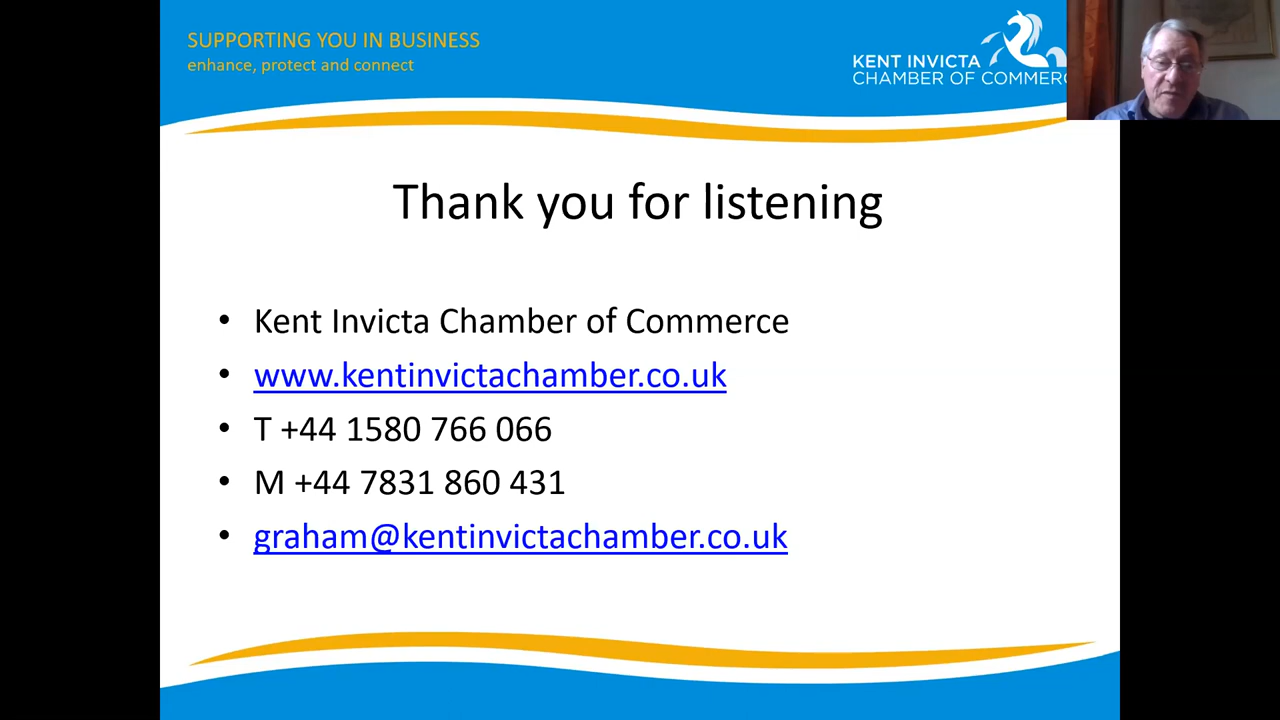 SUPPORTING YOU IN BUSINESS
enhance, protect and connect
KENT INVICTA
CHAMBER OF COMMERC
Thank you for listening
• Kent Invicta Chamber of Commerce
• www.kentinvictachamber.co.uk
• T +44 1580 766 066
• M +44 7831 860 431
• graham@kentinvictachamber.co.uk